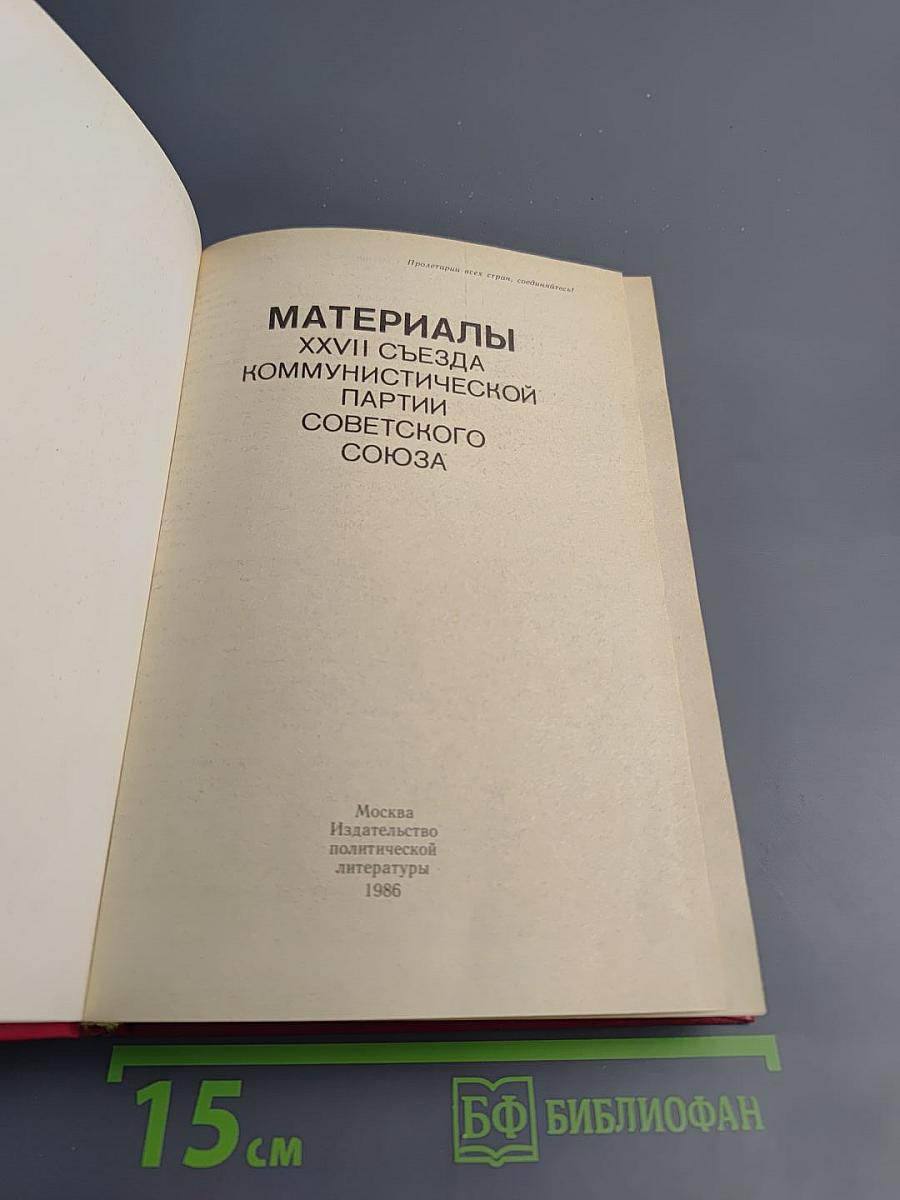 Пролетарии всех стран, соединяйтесь!
МАТЕРИАЛЫ
XXVII СЪЕЗДА
КОММУНИСТИЧЕСКОЙ
ПАРТИИ
СОВЕТСКОГО
СОЮЗА
Москва
Издательство
политической
литературы
1986
15 см
БФ БИБЛИОФАН